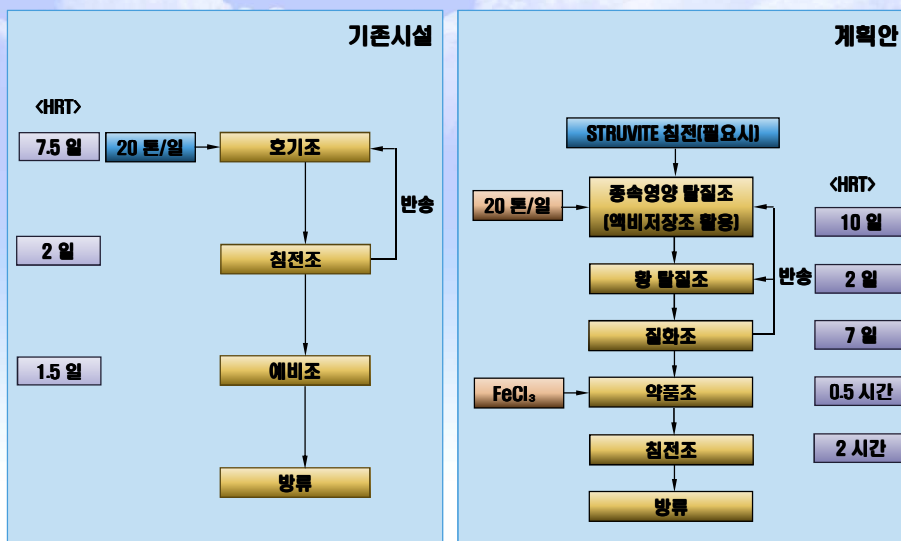 기존시설
<HRT>
7.5 일
20 톤/일
호기조
반송
2 일
침전조
1.5 일
예비조
방류
계획안
STRUVITE 침전(필요시)
<HRT>
20 톤/일
종속영양 탈질조
(액비저장조 활용)
10 일
황 탈질조
반송
2 일
질화조
7 일
FeCl₃
약품조
0.5 시간
침전조
2 시간
방류